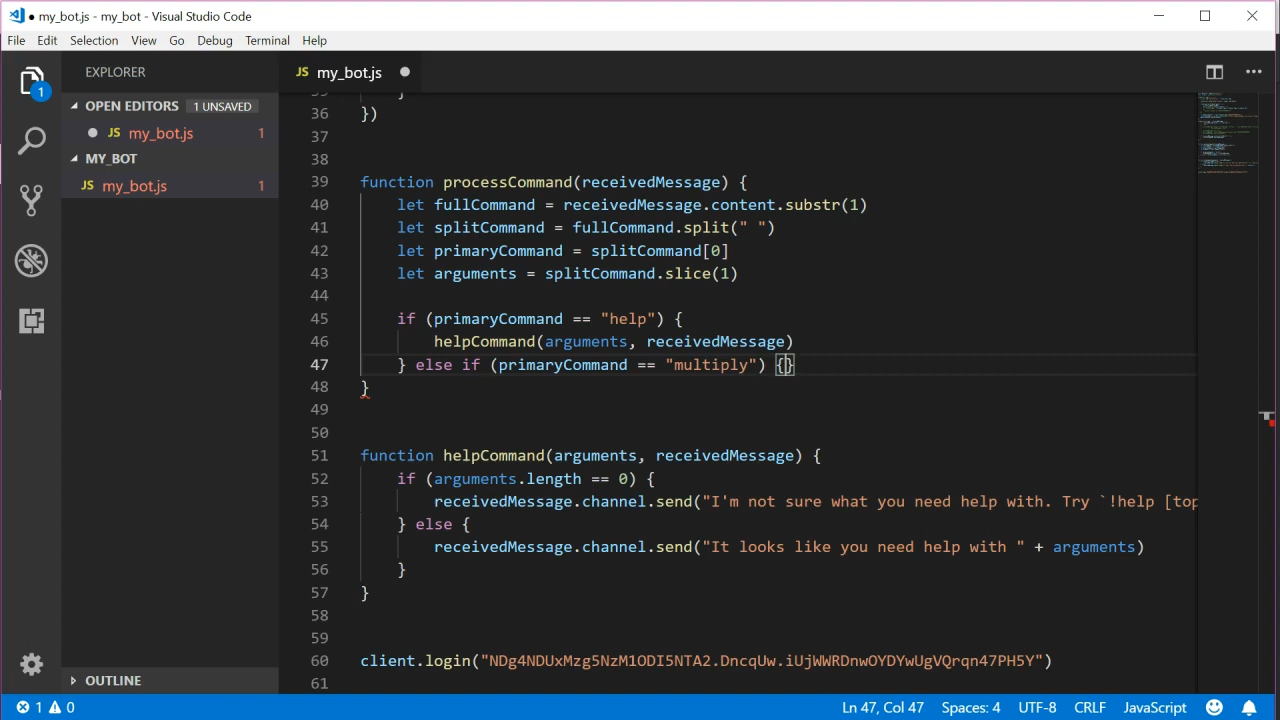 my_bot.js - my_bot - Visual Studio Code
File Edit Selection View Go Debug Terminal Help
1
EXPLORER
OPEN EDITORS 1 UNSAVED
JS my_bot.js 1
MY_BOT
JS my_bot.js 1
OUTLINE
JS my_bot.js
36 })
37
38
39 function processCommand(receivedMessage) {
40 let fullCommand = receivedMessage.content.substr(1)
41 let splitCommand = fullCommand.split(" ")
42 let primaryCommand = splitCommand[0]
43 let arguments = splitCommand.slice(1)
44
45 if (primaryCommand == "help") {
46 helpCommand(arguments, receivedMessage)
47 } else if (primaryCommand == "multiply") {}
48 }
49
50
51 function helpCommand(arguments, receivedMessage) {
52 if (arguments.length == 0) {
53 receivedMessage.channel.send("I'm not sure what you need help with. Try `!help [top
54 } else {
55 receivedMessage.channel.send("It looks like you need help with " + arguments)
56 }
57 }
58
59
60 client.login("NDg4NDUxMzg5NzM1ODI5NTA2.DncqUw.iUjWWRDnwOYDYwUgVQrqn47PH5Y")
61
1 0 Ln 47, Col 47 Spaces: 4 UTF-8 CRLF JavaScript